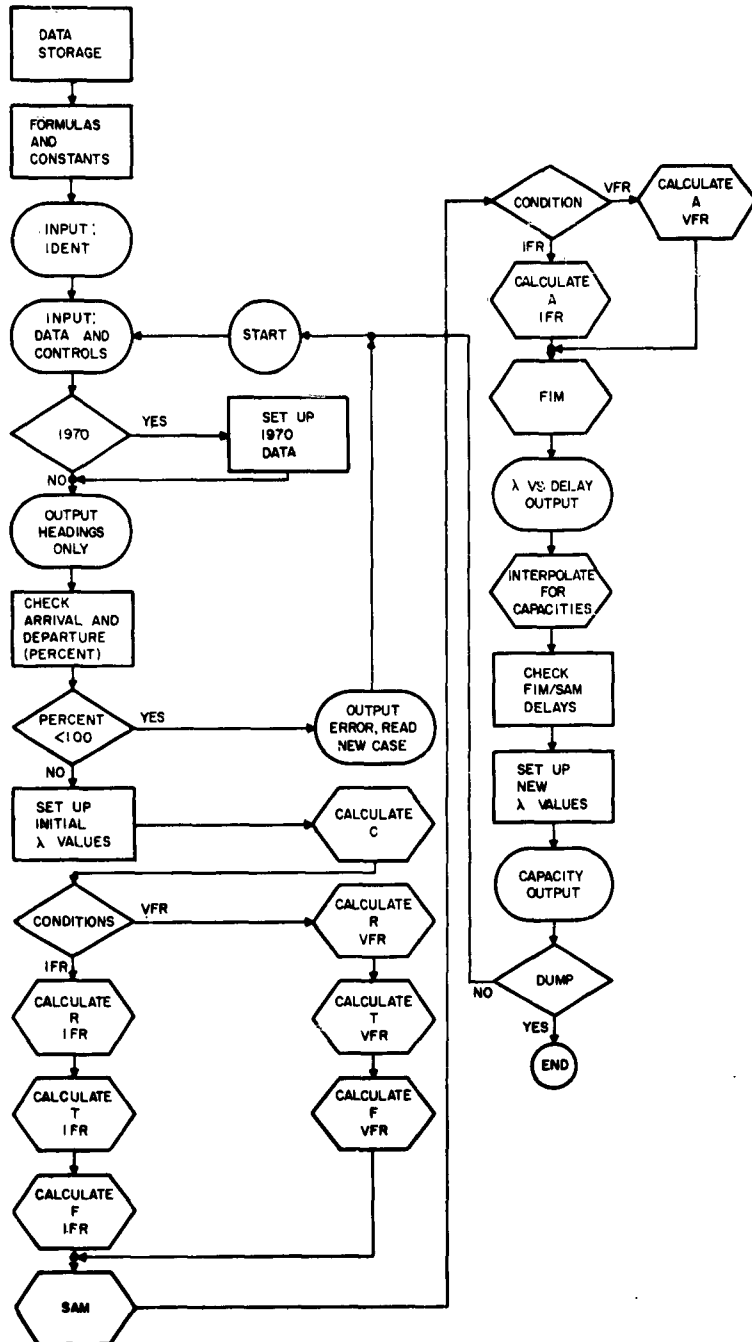 DATA
STORAGE
FORMULAS
AND
CONSTANTS
INPUT:
IDENT
INPUT:
DATA AND
CONTROLS
START
1970
YES
SET UP
1970
DATA
NO
OUTPUT
HEADINGS
ONLY
CHECK
ARRIVAL AND
DEPARTURE
(PERCENT)
PERCENT
<100
YES
OUTPUT
ERROR, READ
NEW CASE
NO
SET UP
INITIAL
λ VALUES
CALCULATE
C
CONDITIONS
VFR
CALCULATE
R
VFR
IFR
CALCULATE
R
IFR
CALCULATE
T
VFR
CALCULATE
T
IFR
CALCULATE
F
VFR
CALCULATE
F
IFR
SAM
CONDITION
VFR
CALCULATE
A
VFR
IFR
CALCULATE
A
IFR
FIM
λ VS DELAY
OUTPUT
INTERPOLATE
FOR
CAPACITIES
CHECK
FIM/SAM
DELAYS
SET UP
NEW
λ VALUES
CAPACITY
OUTPUT
DUMP
NO
YES
END